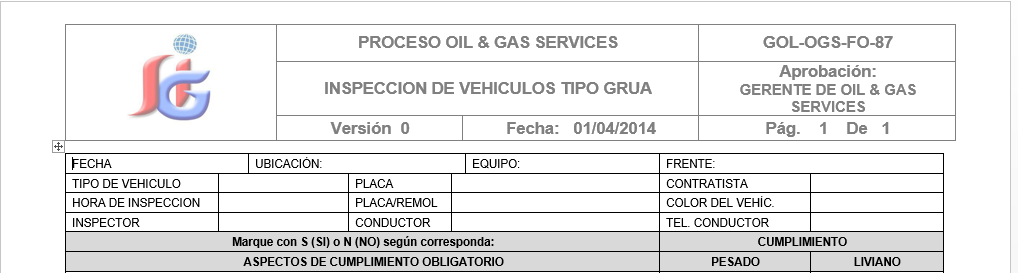 PROCESO OIL & GAS SERVICES
GOL-OGS-FO-87
INSPECCION DE VEHICULOS TIPO GRUA
Aprobación:
GERENTE DE OIL & GAS
SERVICES
Versión 0
Fecha: 01/04/2014
Pág. 1 De 1
FECHA UBICACIÓN: EQUIPO: FRENTE:
TIPO DE VEHICULO PLACA CONTRATISTA
HORA DE INSPECCION PLACA/REMOL COLOR DEL VEHÍC.
INSPECTOR CONDUCTOR TEL. CONDUCTOR
Marque con S (SI) o N (NO) según corresponda: CUMPLIMIENTO
ASPECTOS DE CUMPLIMIENTO OBLIGATORIO PESADO LIVIANO